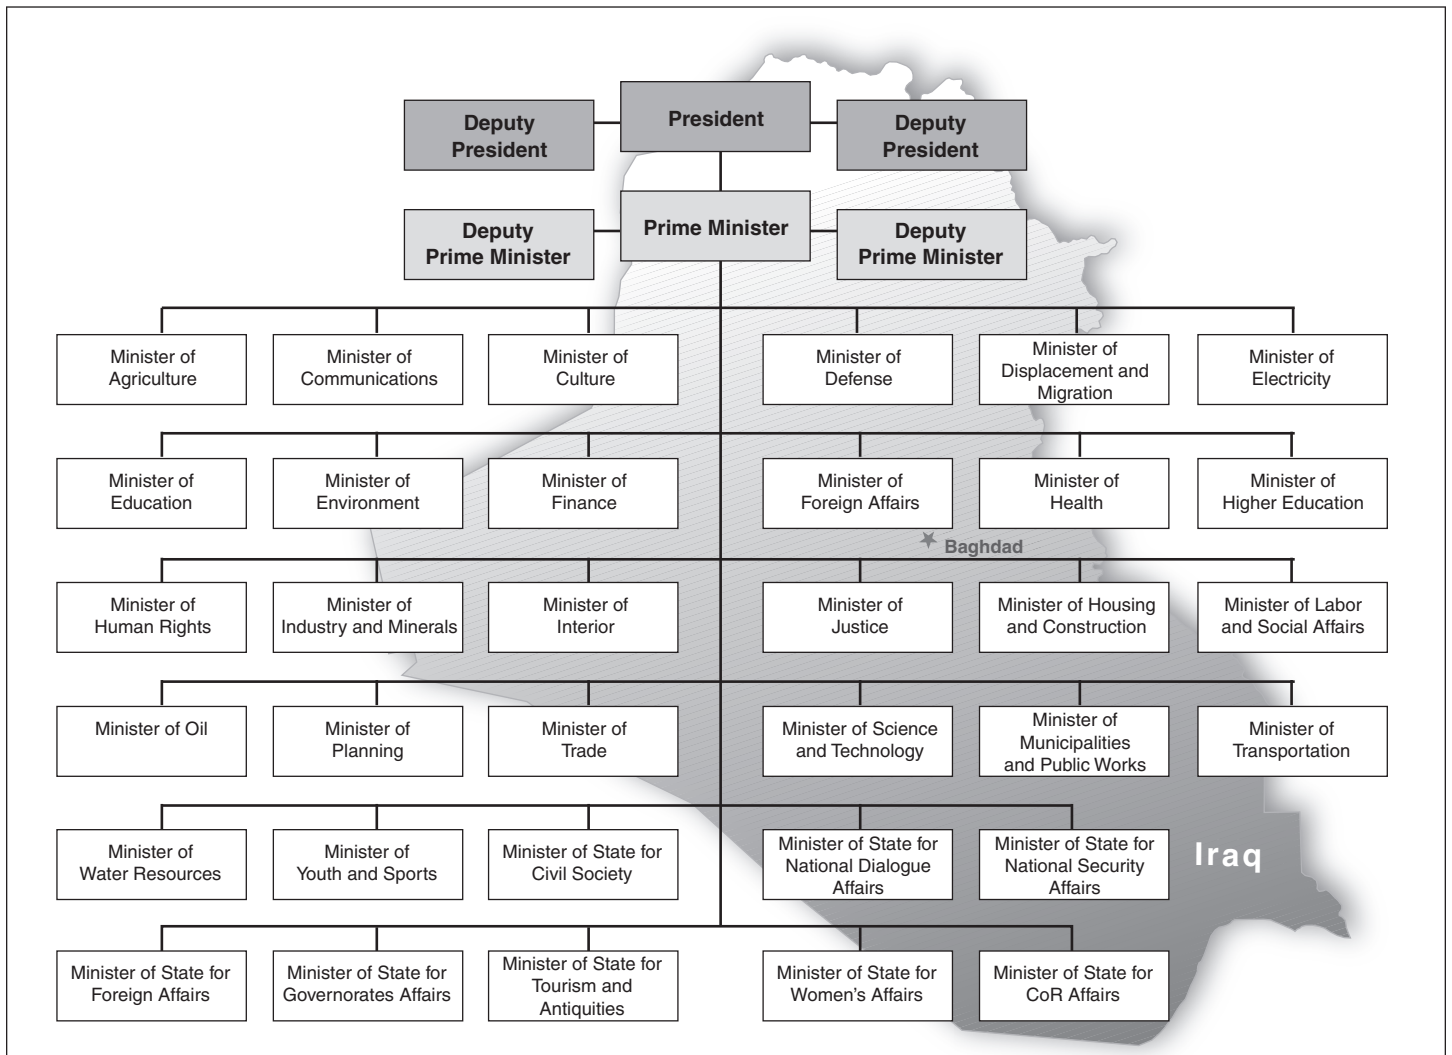 President
Deputy
President
Deputy
President
Prime Minister
Deputy
Prime Minister
Deputy
Prime Minister
Minister of
Agriculture
Minister of
Communications
Minister of
Culture
Minister of
Defense
Minister of
Displacement and
Migration
Minister of
Electricity
Minister of
Education
Minister of
Environment
Minister of
Finance
Minister of
Foreign Affairs
Minister of
Health
Minister of
Higher Education
Baghdad
Minister of
Human Rights
Minister of
Industry and Minerals
Minister of
Interior
Minister of
Justice
Minister of Housing
and Construction
Minister of Labor
and Social Affairs
Minister of Oil
Minister of
Planning
Minister of
Trade
Minister of Science
and Technology
Minister of
Municipalities
and Public Works
Minister of
Transportation
Minister of
Water Resources
Minister of
Youth and Sports
Minister of State for
Civil Society
Minister of State for
National Dialogue
Affairs
Minister of State for
National Security
Affairs
Iraq
Minister of State for
Foreign Affairs
Minister of State for
Governorates Affairs
Minister of State for
Tourism and
Antiquities
Minister of State for
Women's Affairs
Minister of State for
CoR Affairs